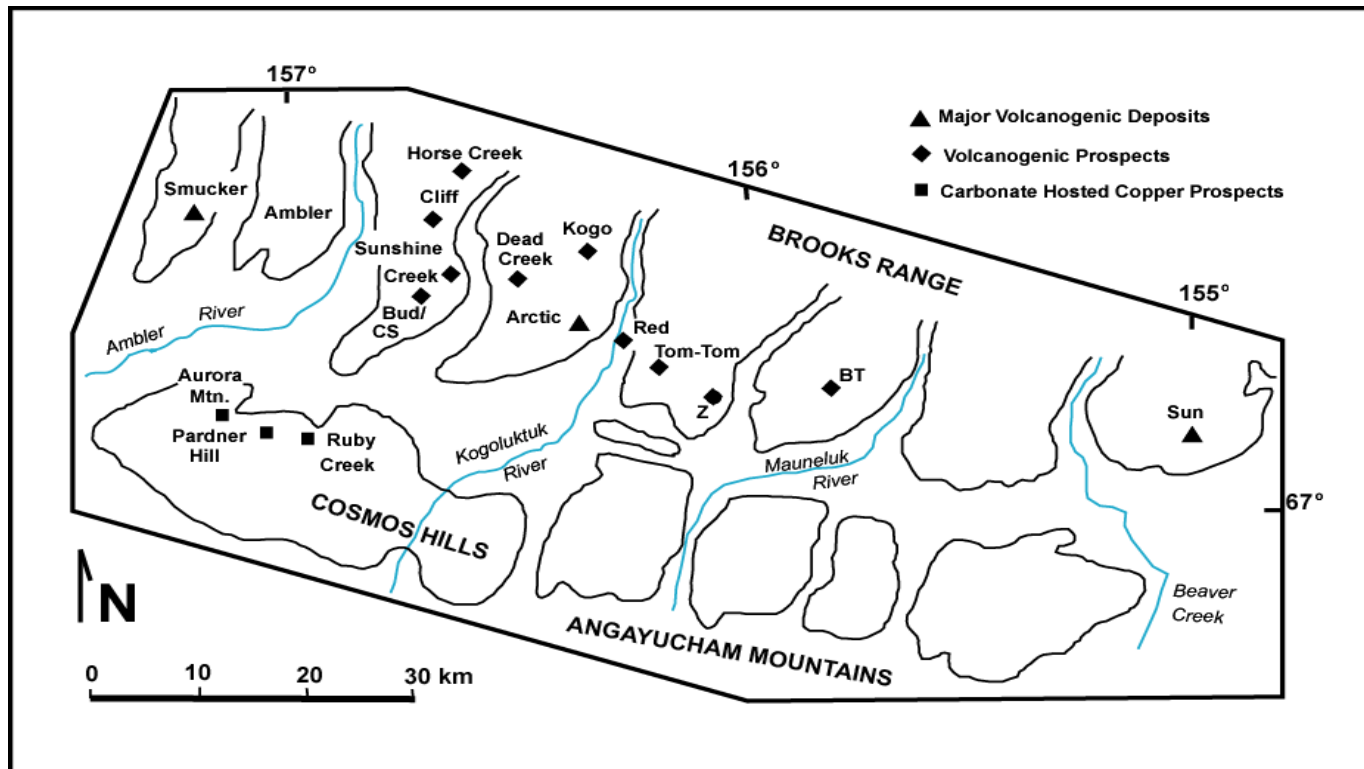 157°
156°
155°
67°
▲ Major Volcanogenic Deposits
◆ Volcanogenic Prospects
■ Carbonate Hosted Copper Prospects
BROOKS RANGE
Smucker
Ambler
Horse Creek
Cliff
Sunshine
Creek
Bud/
CS
Dead
Creek
Kogo
Arctic
Red
Tom-Tom
Z
BT
Sun
Ambler
River
Aurora
Mtn.
Pardner
Hill
Ruby
Creek
Kogoluktuk
River
Mauneluk
River
Beaver
Creek
COSMOS HILLS
ANGAYUCHAM MOUNTAINS
N
0 10 20 30 km